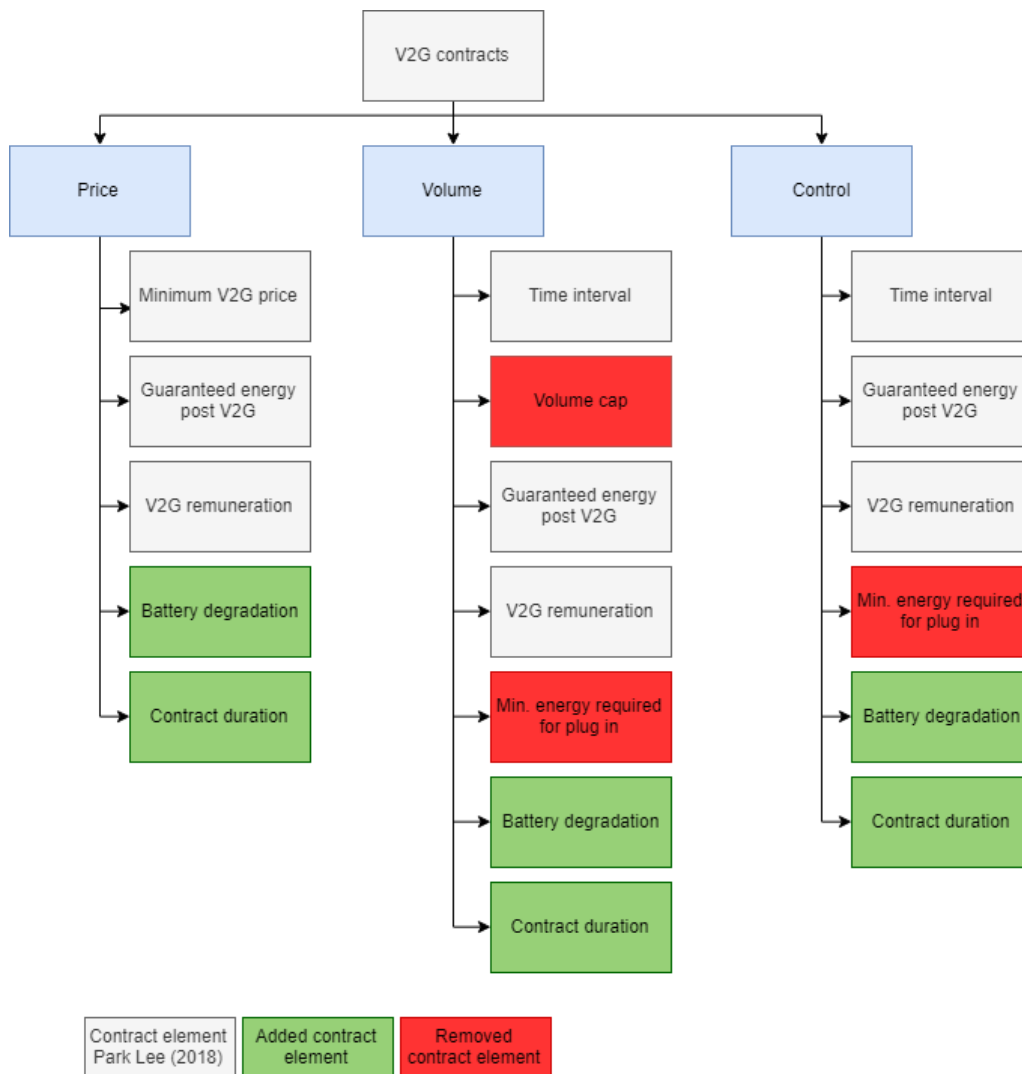 V2G contracts
Price
Volume
Control
Minimum V2G price
Guaranteed energy
post V2G
V2G remuneration
Battery degradation
Contract duration
Time interval
Volume cap
Guaranteed energy
post V2G
V2G remuneration
Min. energy required
for plug in
Battery degradation
Contract duration
Time interval
Guaranteed energy
post V2G
V2G remuneration
Min. energy required
for plug in
Battery degradation
Contract duration
Contract element
Park Lee (2018)
Added contract
element
Removed
contract element